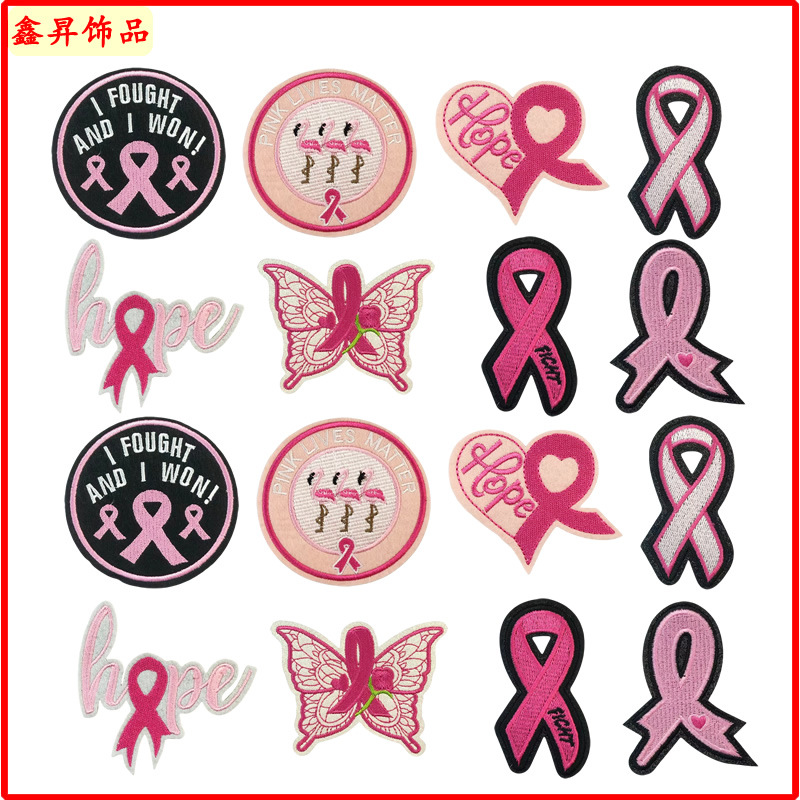 鑫昇饰品
I FOUGHT
AND I WON!
PINK LIVES MATTER
Hope
hope
FIGHT
I FOUGHT
AND I WON!
PINK LIVES MATTER
Hope
hope
FIGHT